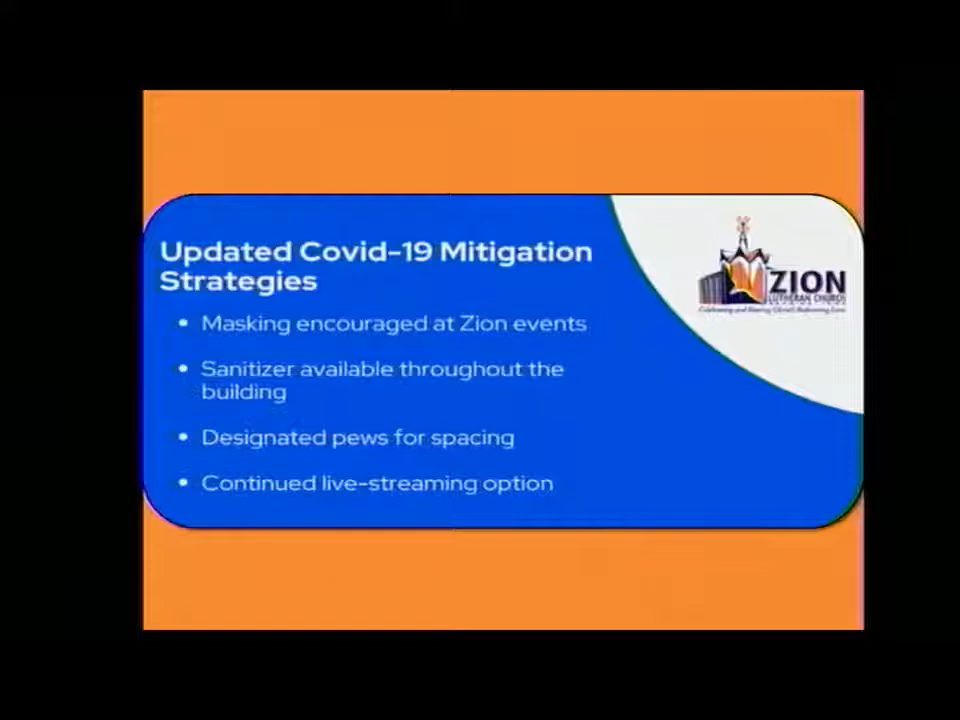 Updated Covid-19 Mitigation
Strategies
• Masking encouraged at Zion events
• Sanitizer available throughout the
building
• Designated pews for spacing
• Continued live-streaming option
ZION
LUTHERAN CHURCH